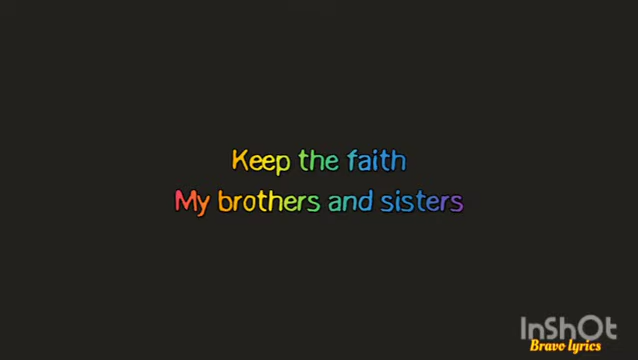 Keep the faith
My brothers and sisters
InShOt
Bravo lyrics